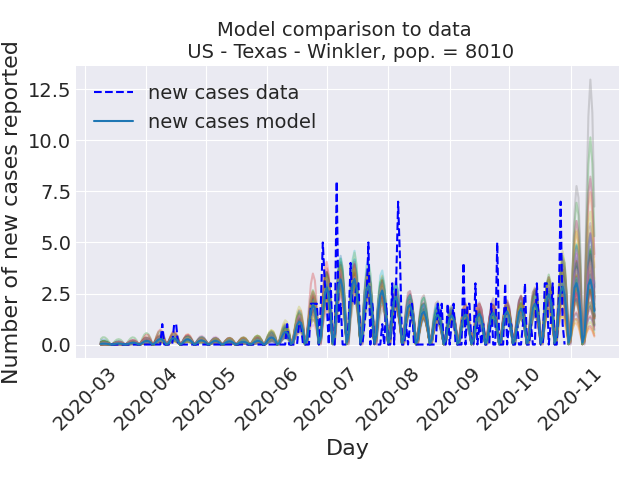 Model comparison to data
US - Texas - Winkler, pop. = 8010
Number of new cases reported
12.5
10.0
7.5
5.0
2.5
0.0
new cases data
new cases model
2020-03
2020-04
2020-05
2020-06
2020-07
2020-08
2020-09
2020-10
2020-11
Day